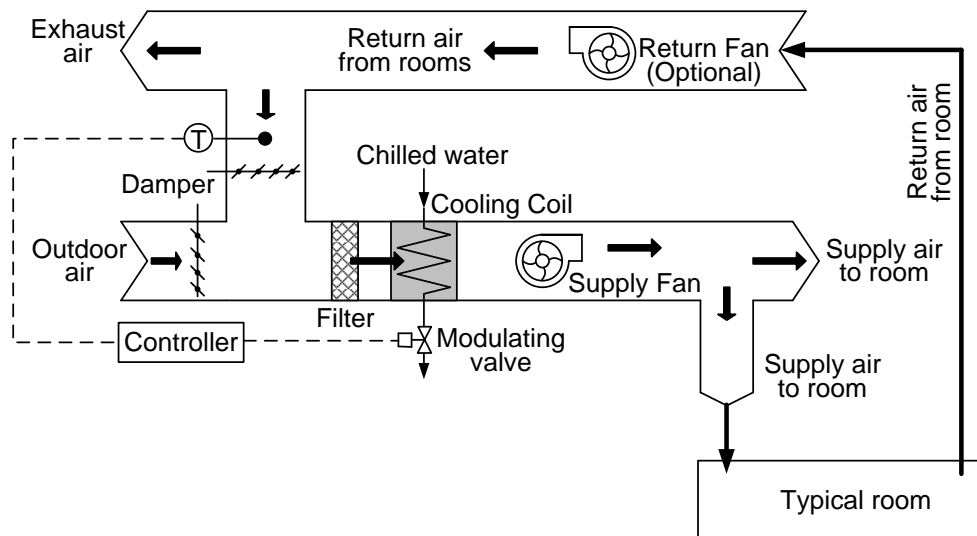 Exhaust
air
Return air
from rooms
Return Fan
(Optional)
Return air
from room
T
Chilled water
Damper
Cooling Coil
Outdoor
air
Supply Fan
Supply air
to room
Filter
Controller
Modulating
valve
Supply air
to room
Typical room